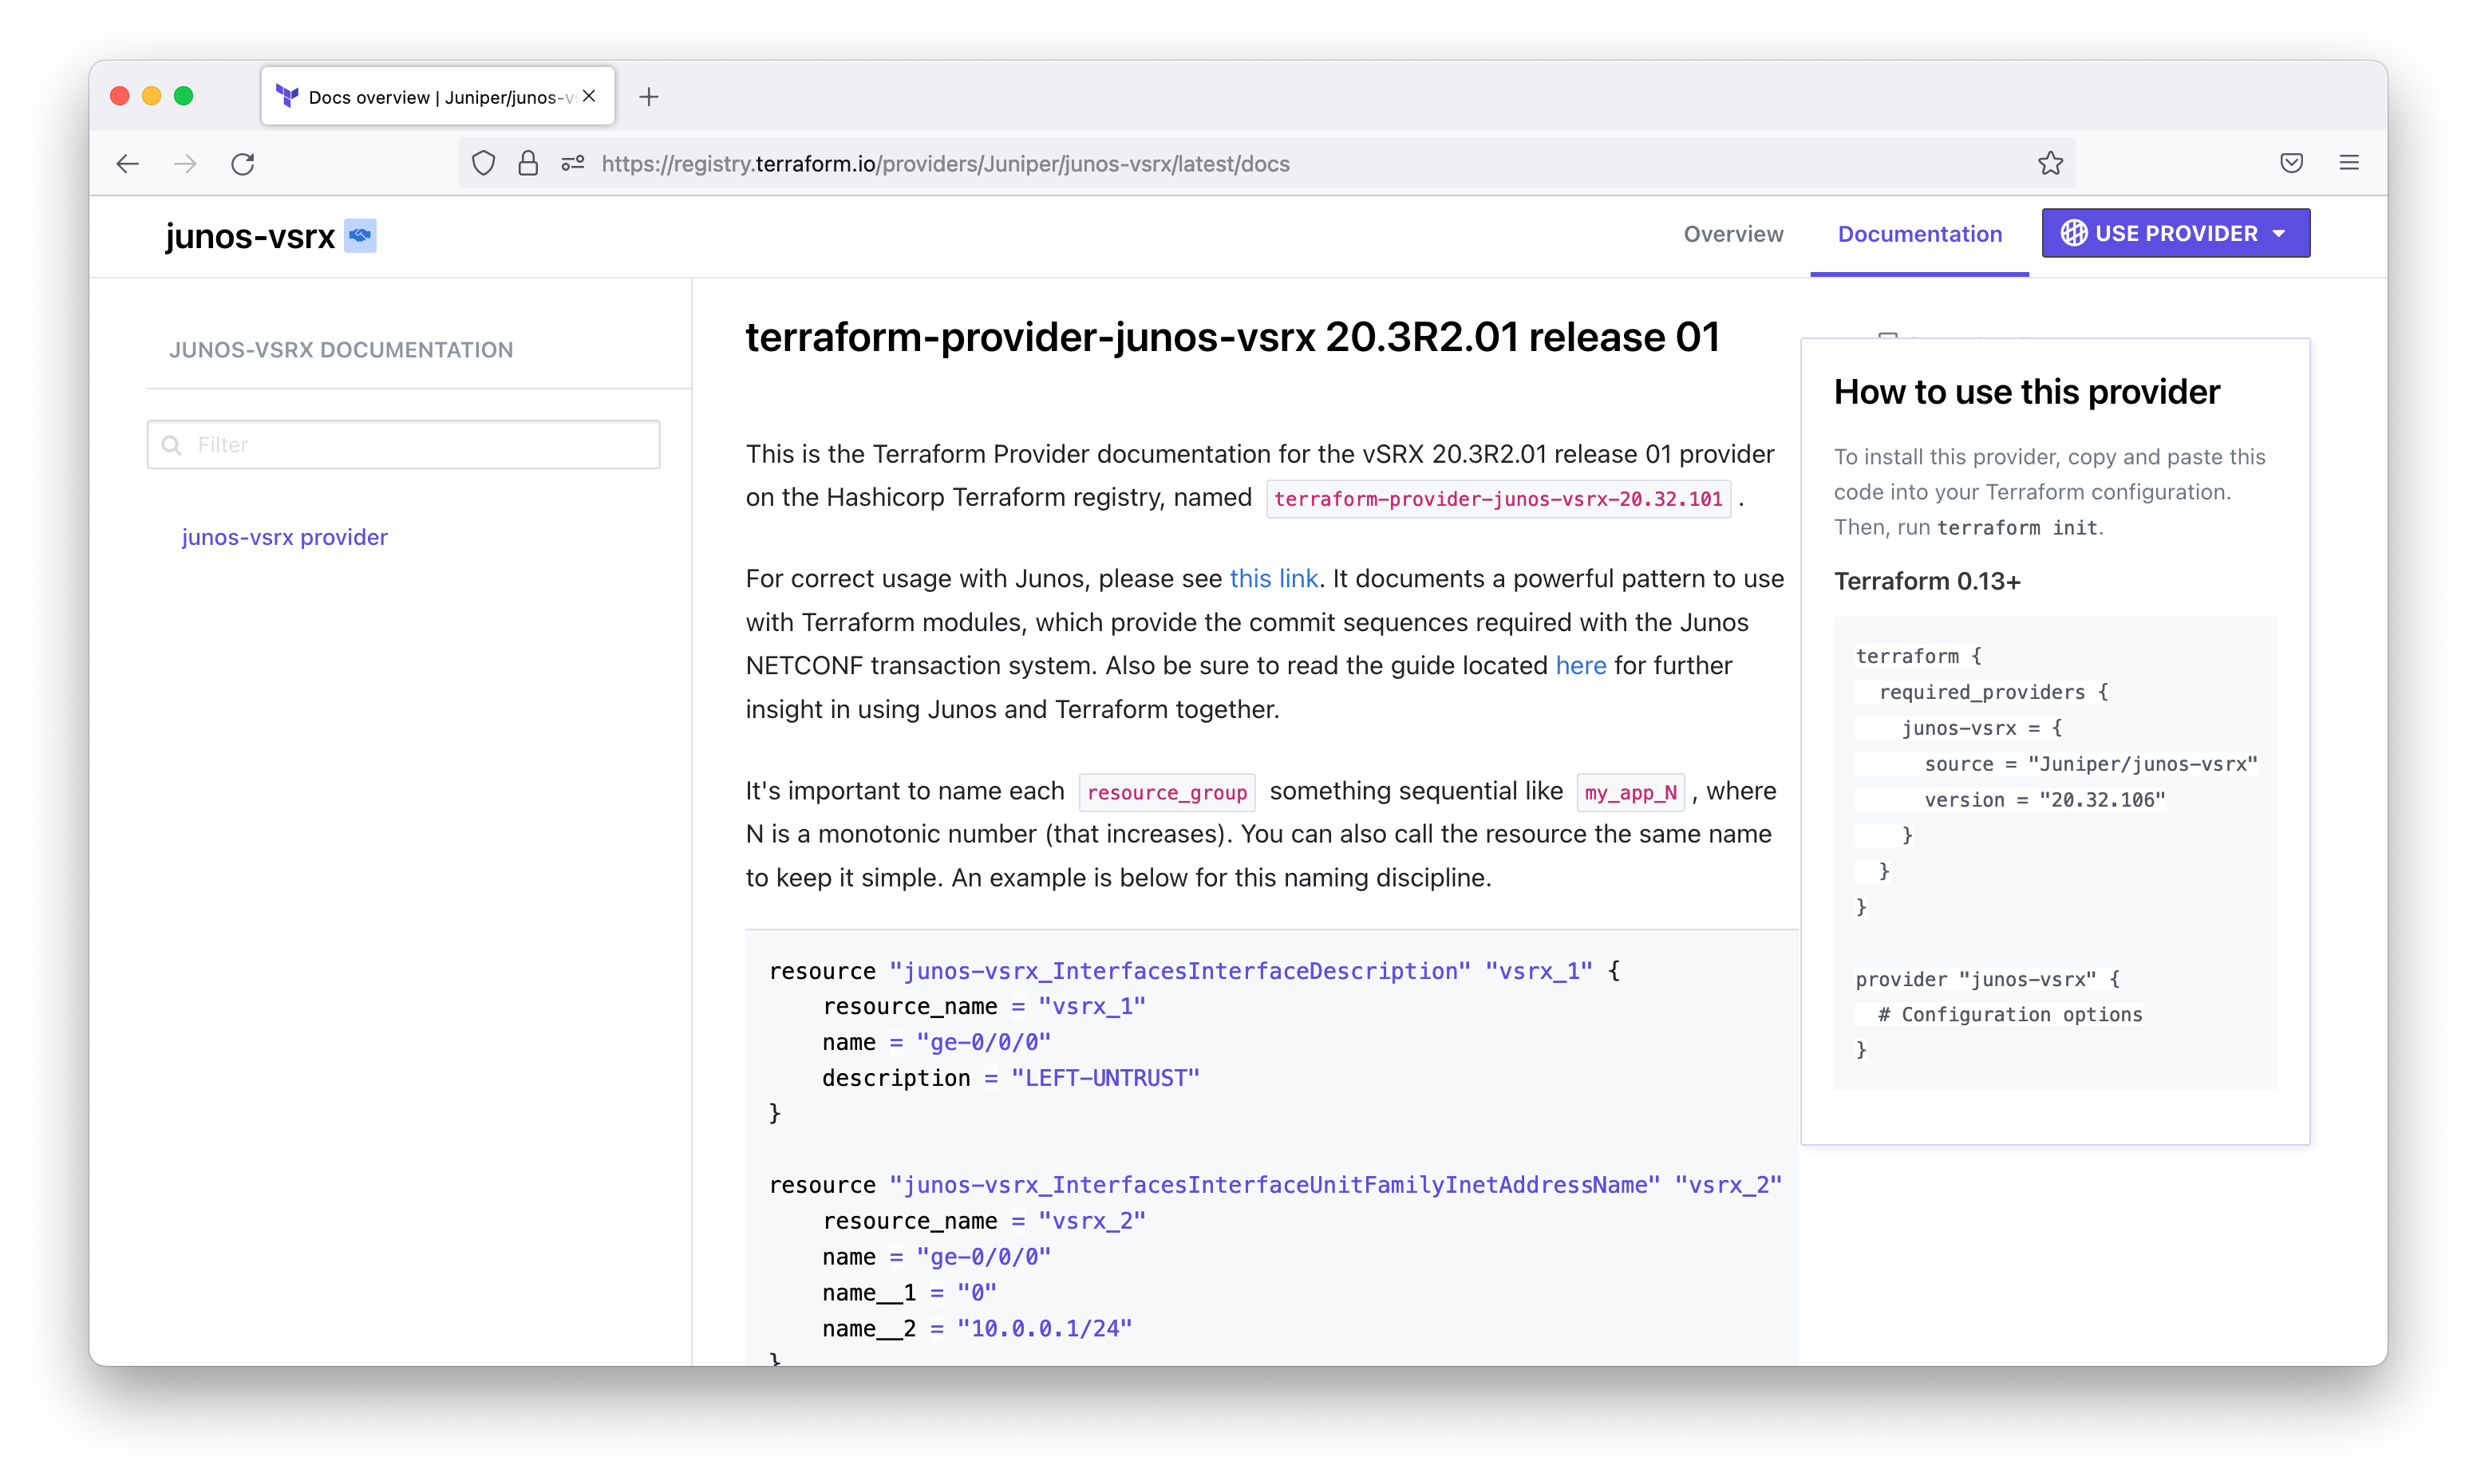 Docs overview | Juniper/junos-vs
https://registry.terraform.io/providers/Juniper/junos-vsrx/latest/docs
junos-vsrx
Overview
Documentation
USE PROVIDER
JUNOS-VSRX DOCUMENTATION
Filter
junos-vsrx provider
terraform-provider-junos-vsrx 20.3R2.01 release 01
This is the Terraform Provider documentation for the vSRX 20.3R2.01 release 01 provider
on the Hashicorp Terraform registry, named terraform-provider-junos-vsrx-20.32.101 .
For correct usage with Junos, please see this link. It documents a powerful pattern to use
with Terraform modules, which provide the commit sequences required with the Junos
NETCONF transaction system. Also be sure to read the guide located here for further
insight in using Junos and Terraform together.
It's important to name each resource_group something sequential like my_app_N , where
N is a monotonic number (that increases). You can also call the resource the same name
to keep it simple. An example is below for this naming discipline.
resource "junos-vsrx_InterfacesInterfaceDescription" "vsrx_1" {
    resource_name = "vsrx_1"
    name = "ge-0/0/0"
    description = "LEFT-UNTRUST"
}
resource "junos-vsrx_InterfacesInterfaceUnitFamilyInetAddressName" "vsrx_2"
    resource_name = "vsrx_2"
    name = "ge-0/0/0"
    name__1 = "0"
    name__2 = "10.0.0.1/24"
}
How to use this provider
To install this provider, copy and paste this
code into your Terraform configuration.
Then, run terraform init.
Terraform 0.13+
terraform {
  required_providers {
    junos-vsrx = {
      source = "Juniper/junos-vsrx"
      version = "20.32.106"
    }
  }
}
provider "junos-vsrx" {
  # Configuration options
}